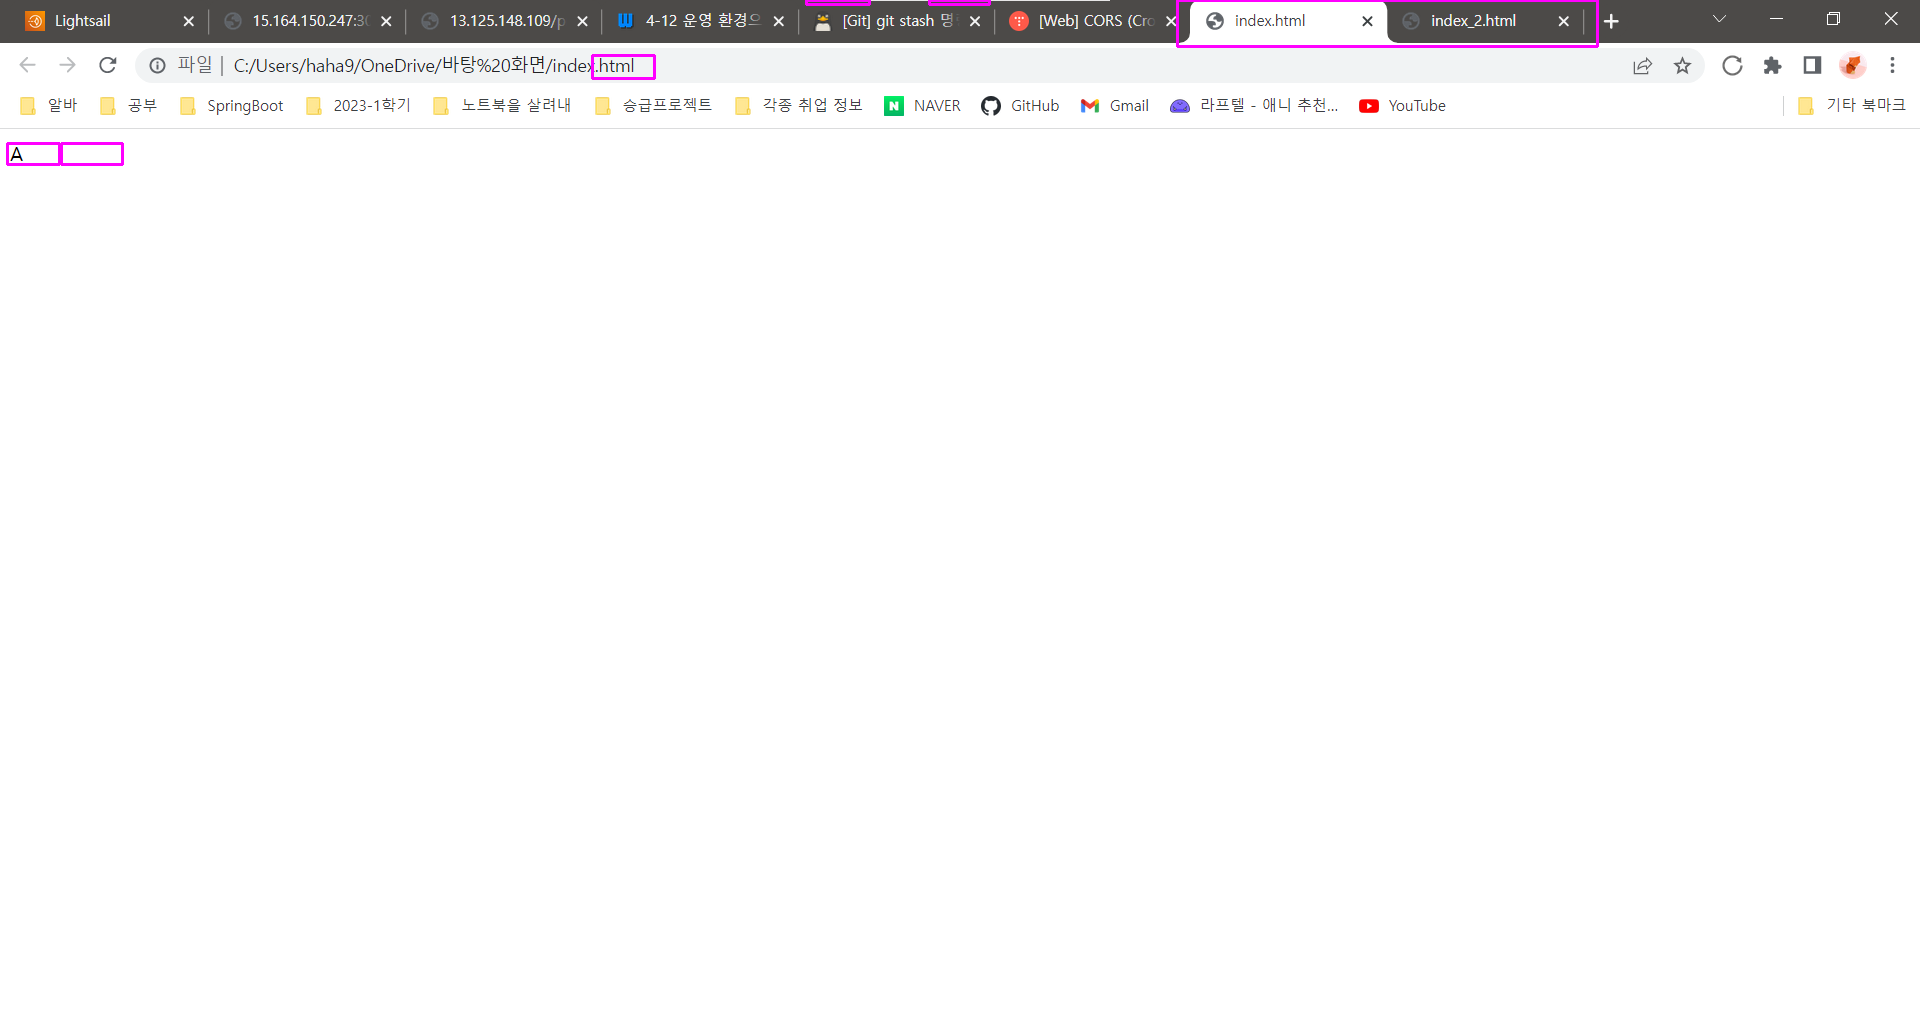 Lightsail 15.164.150.247:30 13.125.148.109/p 4-12 운영 환경으 [Git] git stash 명 [Web] CORS (Cro index.html index_2.html
파일 C:/Users/haha9/OneDrive/바탕%20화면/index.html
알바 공부 SpringBoot 2023-1학기 노트북을 살려내 승급프로젝트 각종 취업 정보 NAVER GitHub Gmail 라프텔 - 애니 추천... YouTube 기타 북마크
A